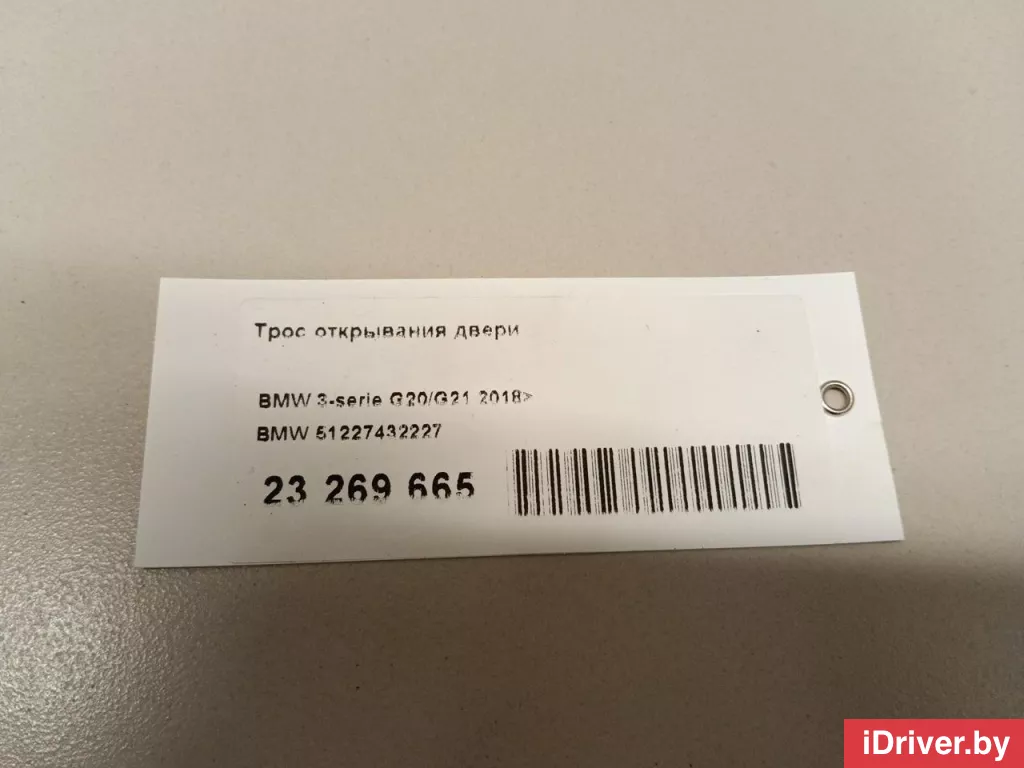 Трос открывания двери
BMW 3-serie G20/G21 2018>
BMW 51227432227
23 269 665
iDriver.by